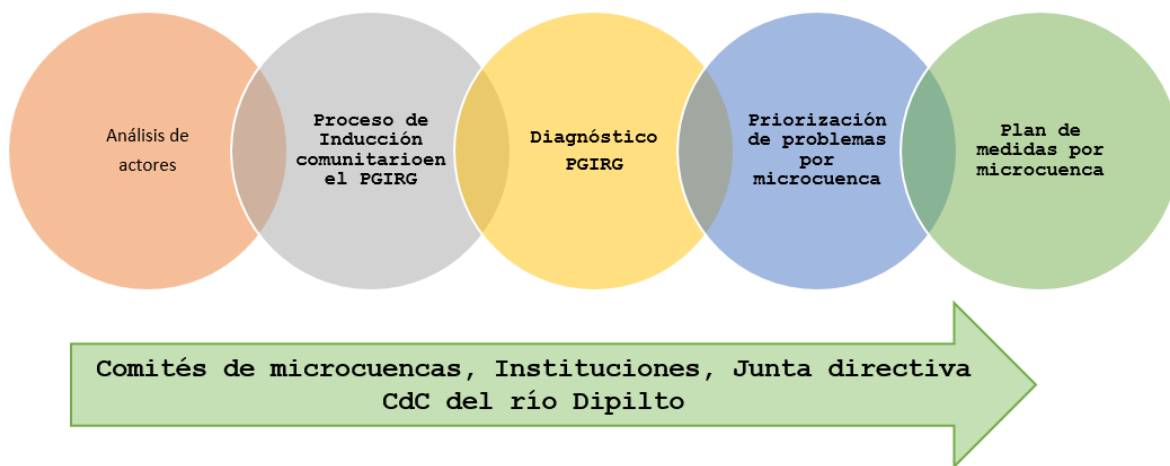 Análisis de
actores
Proceso de
Inducción
comunitarioen
el PGIRG
Diagnóstico
PGIRG
Priorización
de problemas
por
microcuenca
Plan de
medidas por
microcuenca
Comités de microcuencas, Instituciones, Junta directiva
CdC del río Dipilto